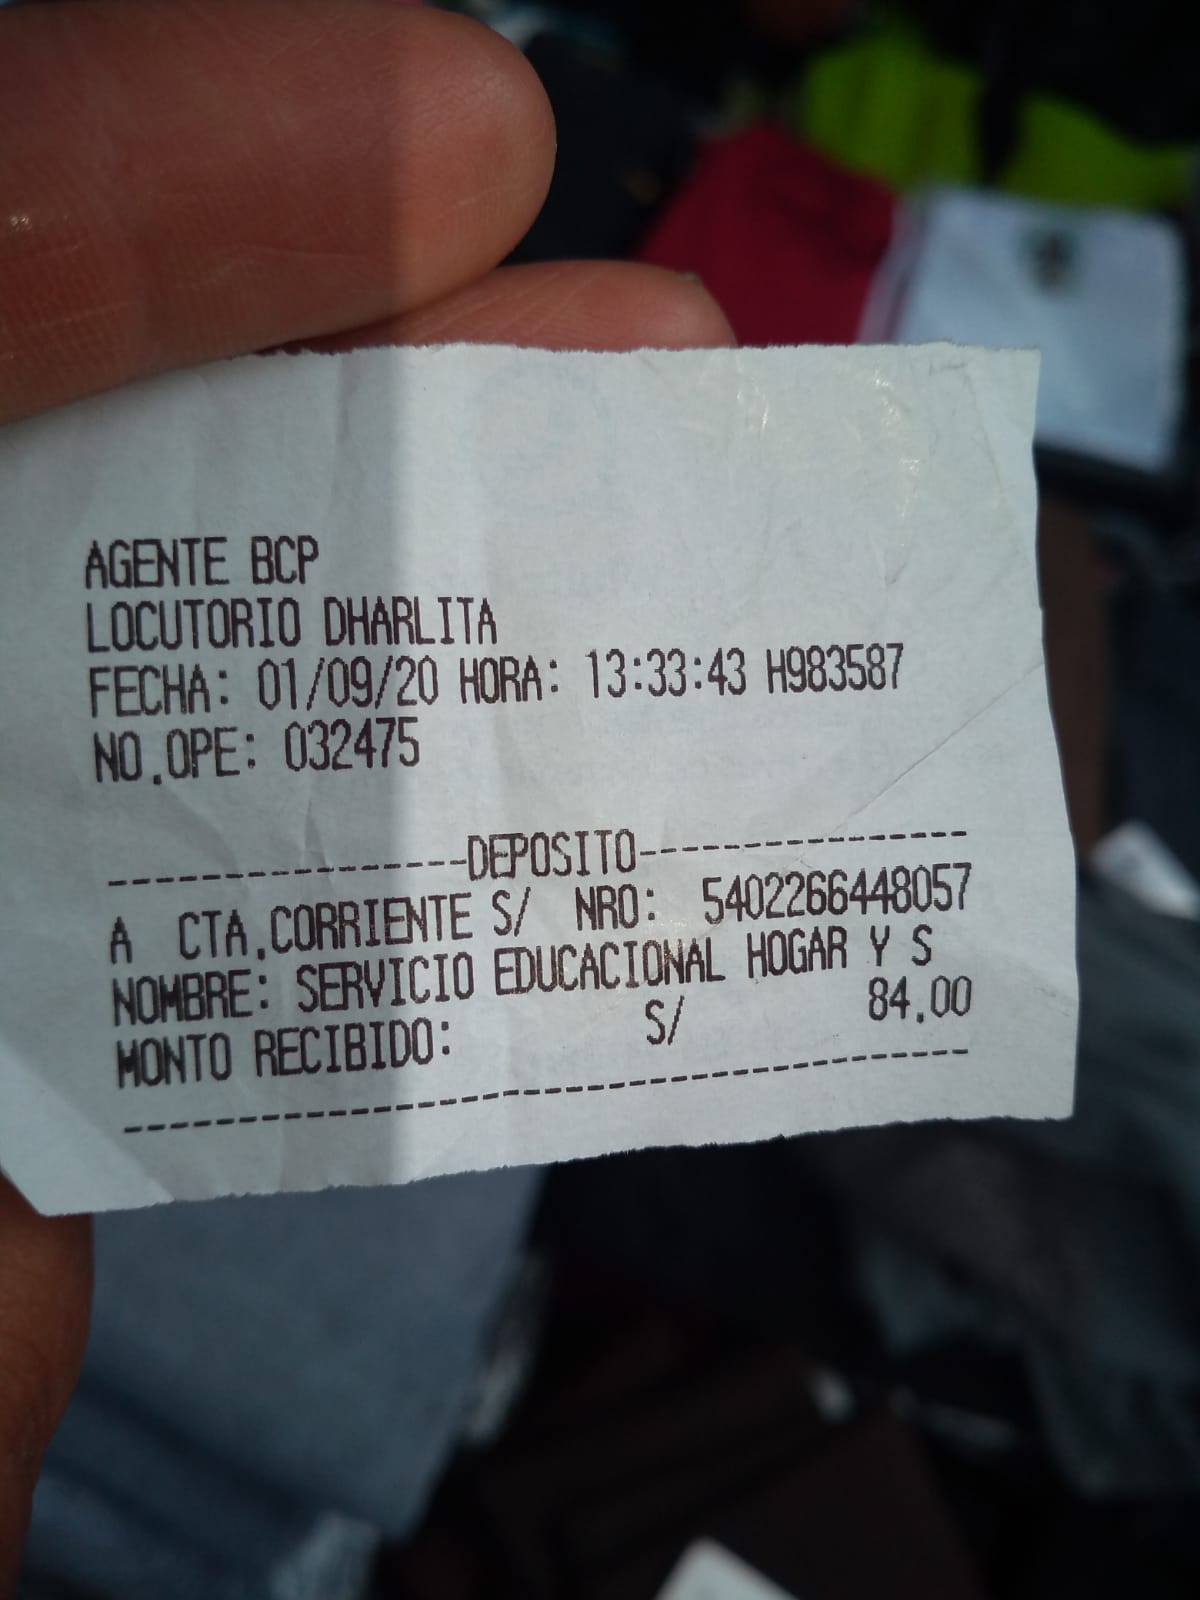 AGENTE BCP
LOCUTORIO DHARLITA
FECHA: 01/09/20 HORA: 13:33:43 H983587
NO.OPE: 032475
-----------------DEPOSITO----------------
A CTA.CORRIENTE S/ NRO: 5402266448057
NOMBRE: SERVICIO EDUCACIONAL HOGAR Y S
MONTO RECIBIDO: S/ 84.00